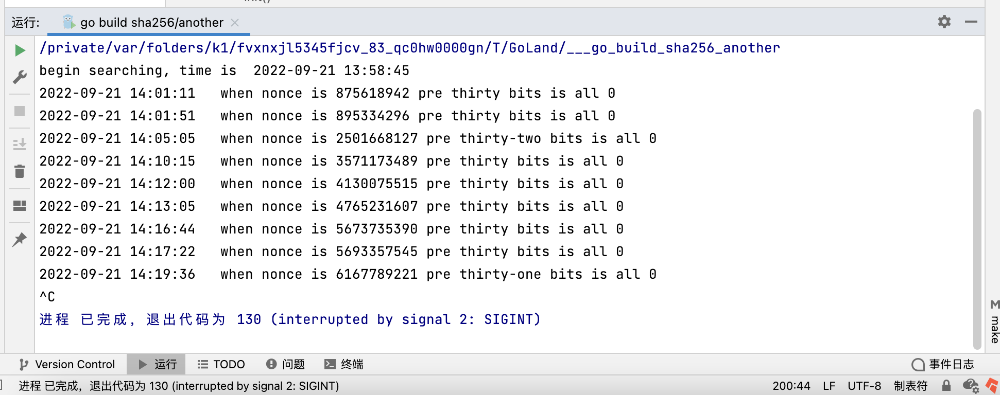 init()
运行: go build sha256/another
/private/var/folders/k1/fvxnxjl5345fjcv_83_qc0hw0000gn/T/GoLand/___go_build_sha256_another
begin searching, time is  2022-09-21 13:58:45
2022-09-21 14:01:11   when nonce is 875618942 pre thirty bits is all 0
2022-09-21 14:01:51   when nonce is 895334296 pre thirty bits is all 0
2022-09-21 14:05:05   when nonce is 2501668127 pre thirty-two bits is all 0
2022-09-21 14:10:15   when nonce is 3571173489 pre thirty bits is all 0
2022-09-21 14:12:00   when nonce is 4130075515 pre thirty bits is all 0
2022-09-21 14:13:05   when nonce is 4765231607 pre thirty bits is all 0
2022-09-21 14:16:44   when nonce is 5673735390 pre thirty bits is all 0
2022-09-21 14:17:22   when nonce is 5693357545 pre thirty bits is all 0
2022-09-21 14:19:36   when nonce is 6167789221 pre thirty-one bits is all 0
^C
进程 已完成，退出代码为 130 (interrupted by signal 2: SIGINT)
M make
Version Control 运行 TODO 问题 终端 事件日志
进程 已完成，退出代码为 130 (interrupted by signal 2: SIGINT) 200:44 LF UTF-8 制表符